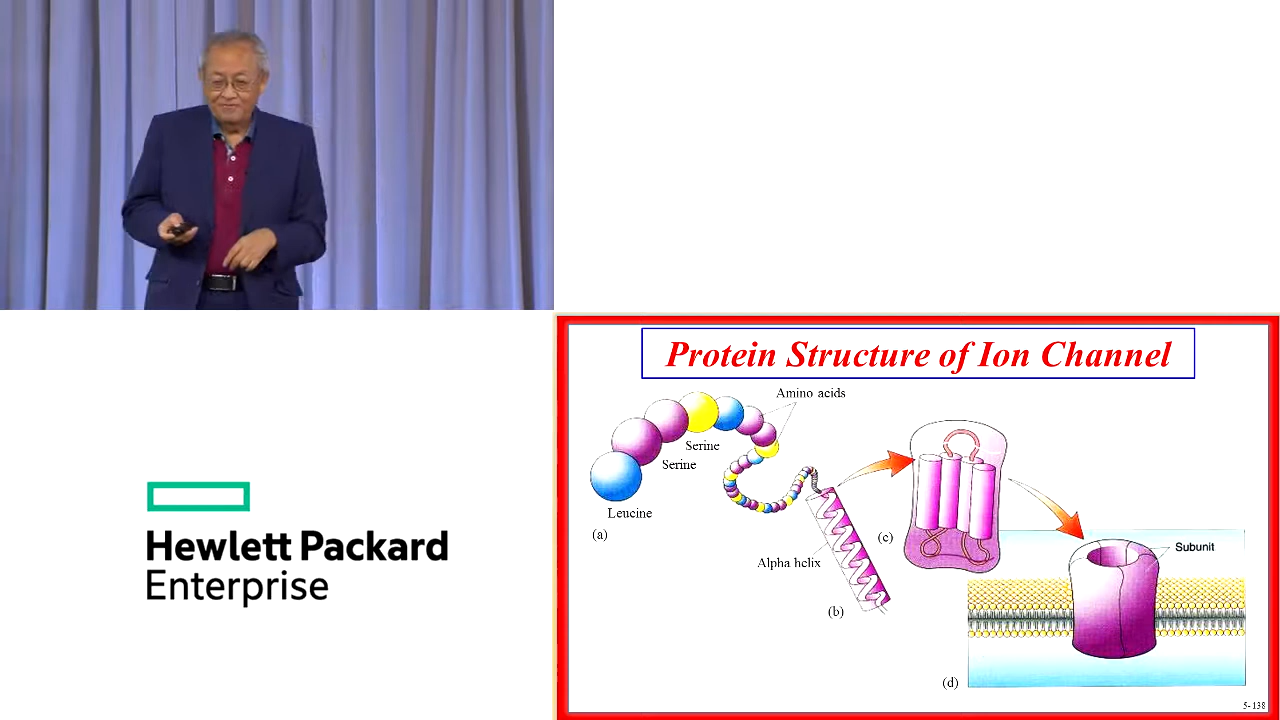 Hewlett Packard
Enterprise
Protein Structure of Ion Channel
Amino acids
Serine
Serine
Leucine
(a)
Alpha helix
(b)
(c)
Subunit
(d)
5-138